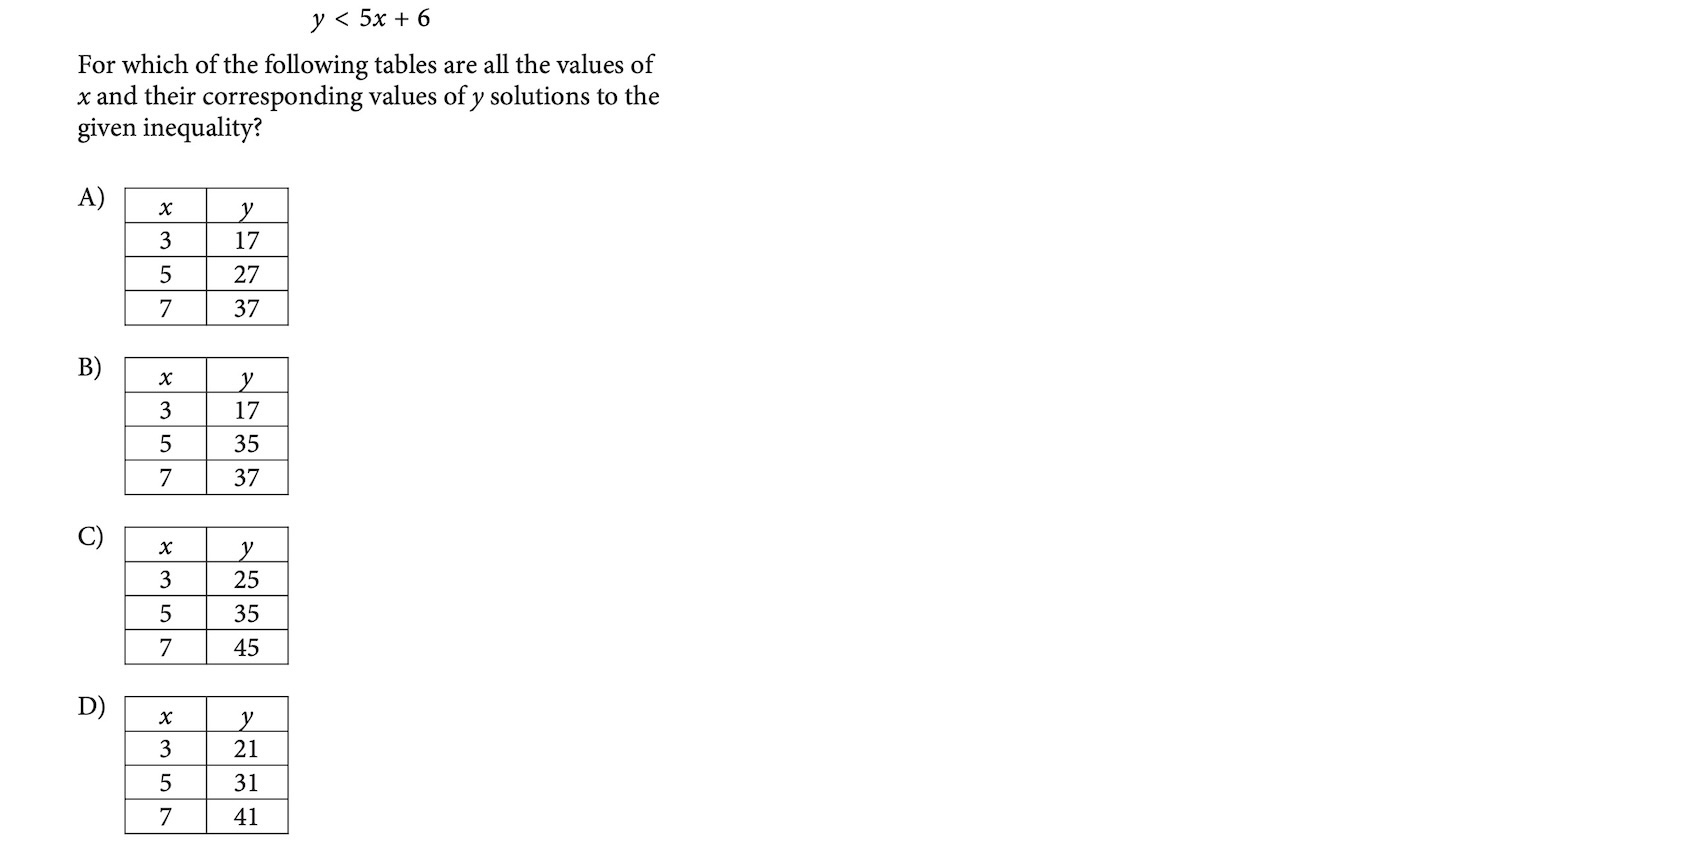 y < 5x + 6
For which of the following tables are all the values of
x and their corresponding values of y solutions to the
given inequality?
A)
x y
3 17
5 27
7 37
B)
x y
3 17
5 35
7 37
C)
x y
3 25
5 35
7 45
D)
x y
3 21
5 31
7 41